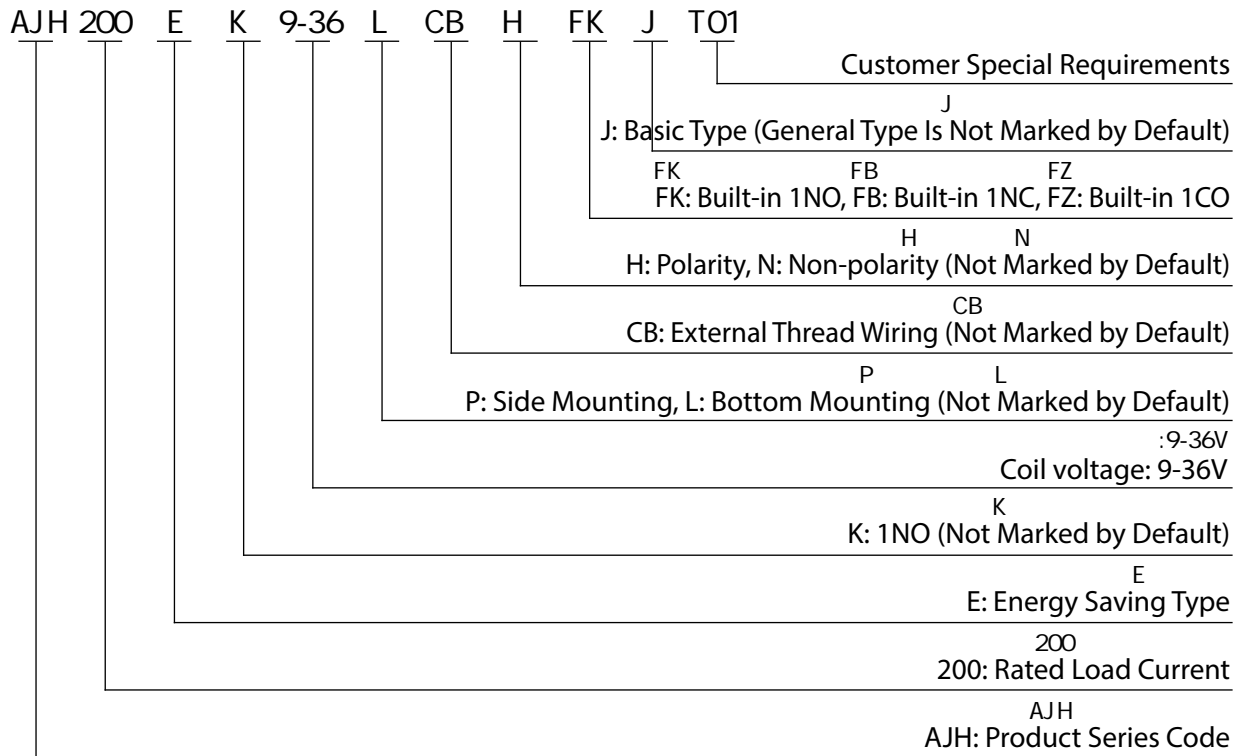 AJH 200 E K 9-36 L CB H FK J T01
Customer Special Requirements
J
J: Basic Type (General Type Is Not Marked by Default)
FK FB FZ
FK: Built-in 1NO, FB: Built-in 1NC, FZ: Built-in 1CO
H N
H: Polarity, N: Non-polarity (Not Marked by Default)
CB
CB: External Thread Wiring (Not Marked by Default)
P L
P: Side Mounting, L: Bottom Mounting (Not Marked by Default)
:9-36V
Coil voltage: 9-36V
K
K: 1NO (Not Marked by Default)
E
E: Energy Saving Type
200
200: Rated Load Current
AJH
AJH: Product Series Code